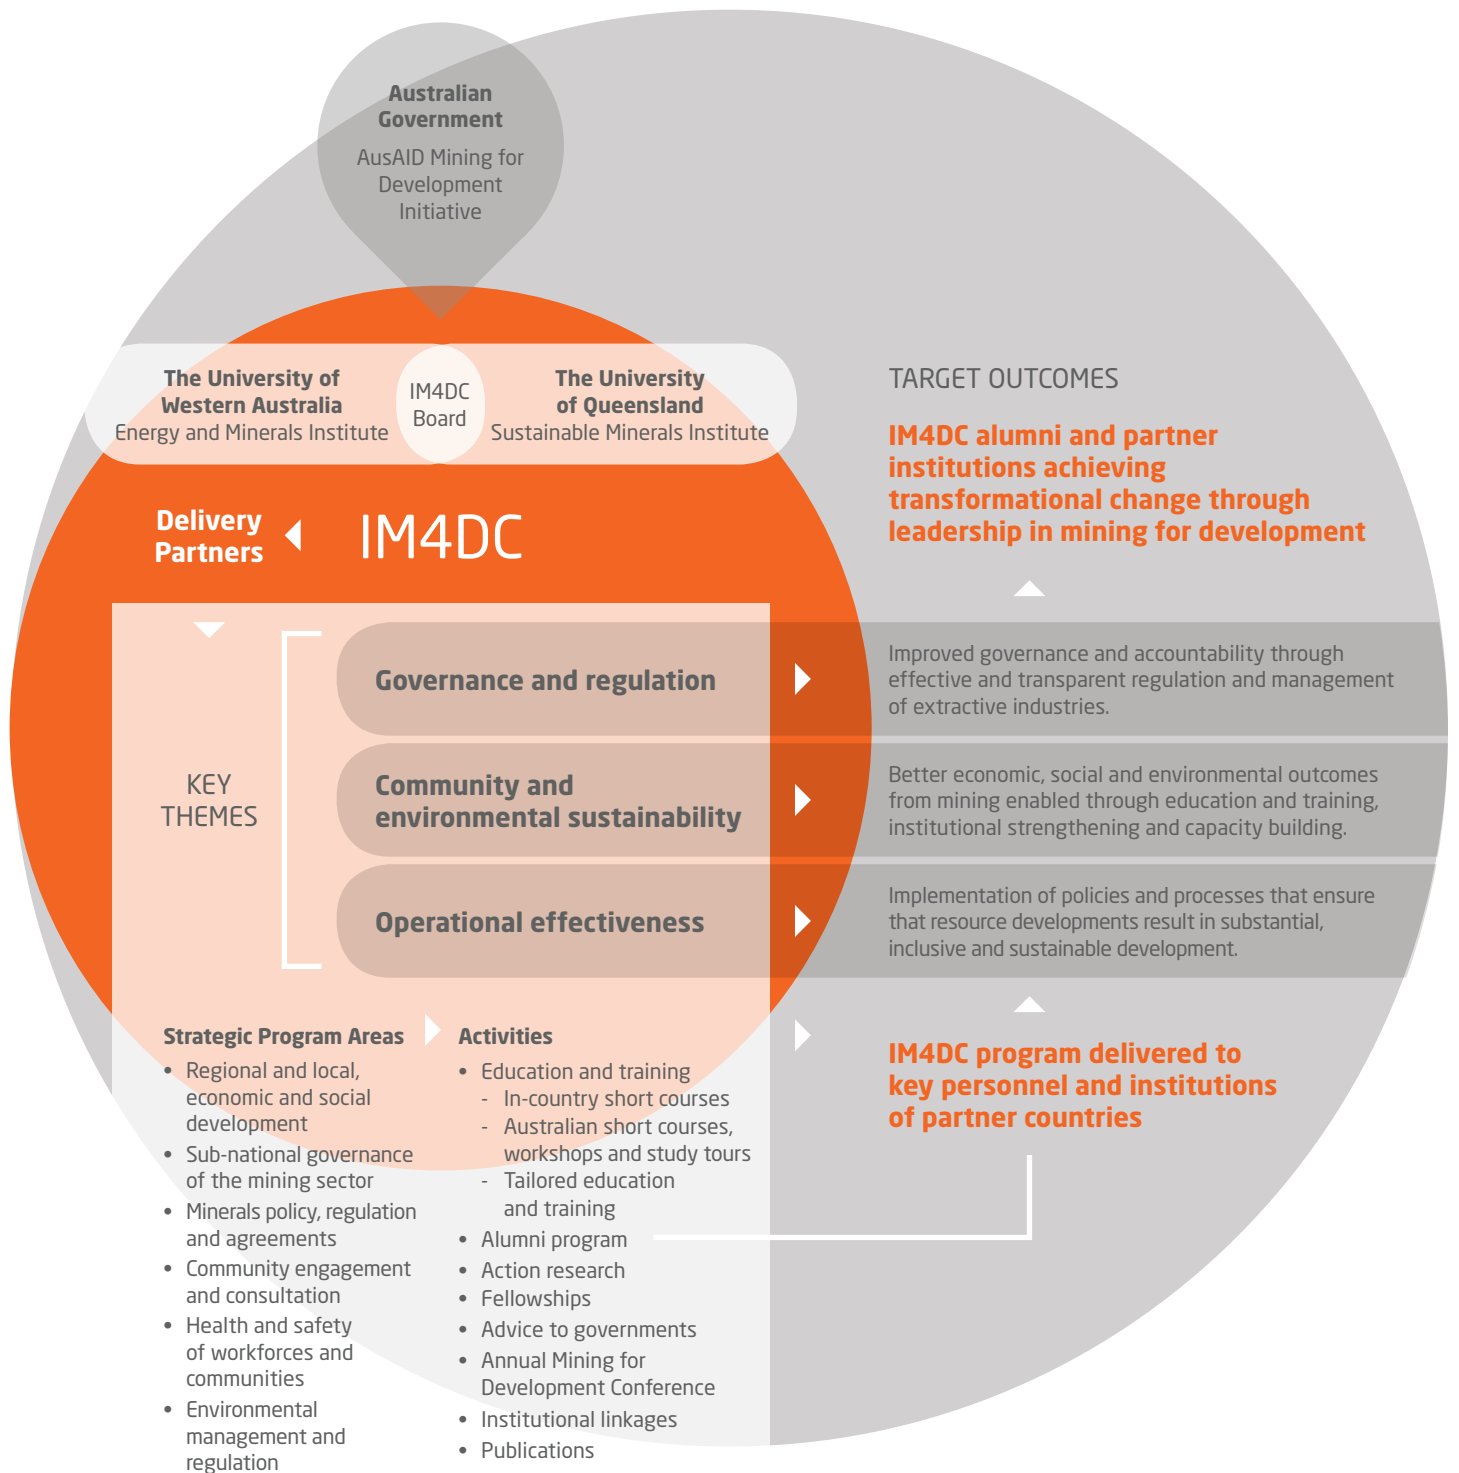 Australian
Government
AusAID Mining for
Development
Initiative
The University of
Western Australia
Energy and Minerals Institute
IM4DC
Board
The University
of Queensland
Sustainable Minerals Institute
Delivery
Partners
IM4DC
KEY
THEMES
Governance and regulation
Community and
environmental sustainability
Operational effectiveness
Strategic Program Areas
• Regional and local,
economic and social
development
• Sub-national governance
of the mining sector
• Minerals policy, regulation
and agreements
• Community engagement
and consultation
• Health and safety
of workforces and
communities
• Environmental
management and
regulation
Activities
• Education and training
- In-country short courses
- Australian short courses,
workshops and study tours
- Tailored education
and training
• Alumni program
• Action research
• Fellowships
• Advice to governments
• Annual Mining for
Development Conference
• Institutional linkages
• Publications
TARGET OUTCOMES
IM4DC alumni and partner
institutions achieving
transformational change through
leadership in mining for development
Improved governance and accountability through
effective and transparent regulation and management
of extractive industries.
Better economic, social and environmental outcomes
from mining enabled through education and training,
institutional strengthening and capacity building.
Implementation of policies and processes that ensure
that resource developments result in substantial,
inclusive and sustainable development.
IM4DC program delivered to
key personnel and institutions
of partner countries